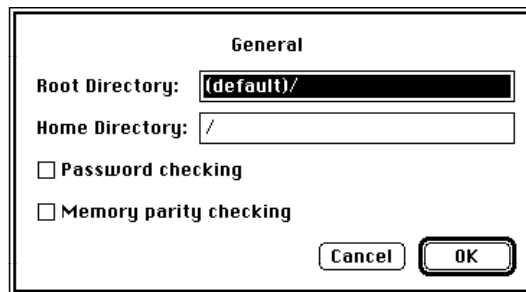 General
Root Directory: (default)/
Home Directory: /
Password checking
Memory parity checking
Cancel OK